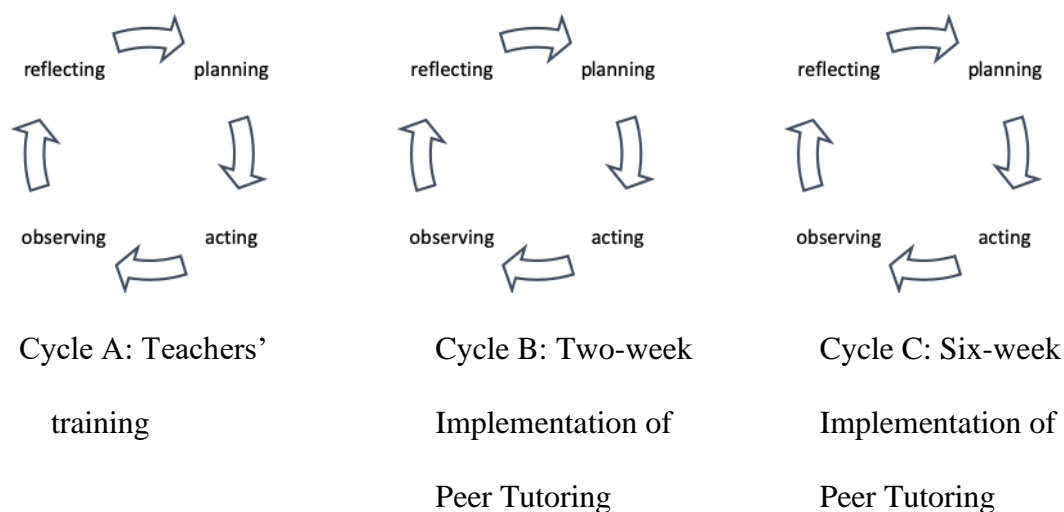 reflecting planning reflecting planning reflecting planning
observing acting observing acting observing acting
Cycle A: Teachers’ Cycle B: Two-week Cycle C: Six-week
training Implementation of Implementation of
Peer Tutoring Peer Tutoring